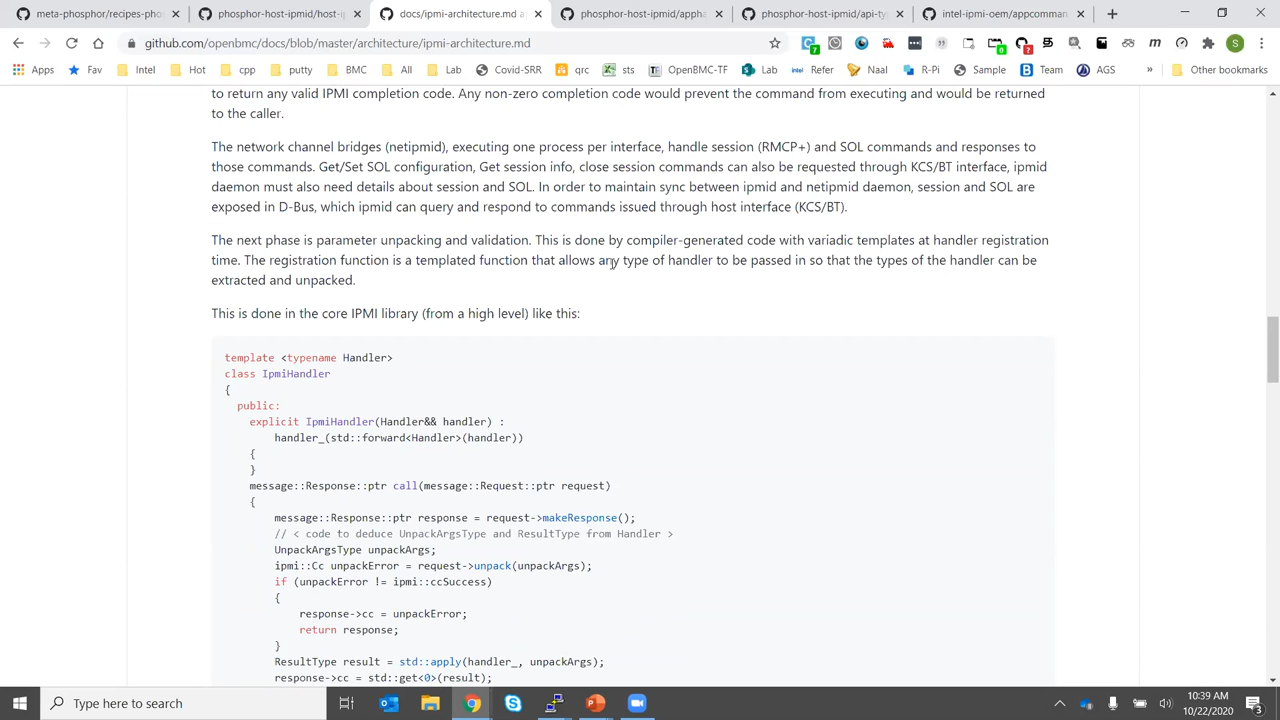 meta-phosphor/recipes-phos
phosphor-host-ipmid/host-i
docs/ipmi-architecture.md a
phosphor-host-ipmid/appha
phosphor-host-ipmid/api-typ
intel-ipmi-oem/appcomman
github.com/openbmc/docs/blob/master/architecture/ipmi-architecture.md
Apps Fav Intel Hot cpp putty BMC All Lab Covid-SRR qrc sts OpenBMC-TF Lab Refer Naal R-Pi Sample Team AGS » Other bookmarks
to return any valid IPMI completion code. Any non-zero completion code would prevent the command from executing and would be returned
to the caller.
The network channel bridges (netipmid), executing one process per interface, handle session (RMCP+) and SOL commands and responses to
those commands. Get/Set SOL configuration, Get session info, close session commands can also be requested through KCS/BT interface, ipmid
daemon must also need details about session and SOL. In order to maintain sync between ipmid and netipmid daemon, session and SOL are
exposed in D-Bus, which ipmid can query and respond to commands issued through host interface (KCS/BT).
The next phase is parameter unpacking and validation. This is done by compiler-generated code with variadic templates at handler registration
time. The registration function is a templated function that allows any type of handler to be passed in so that the types of the handler can be
extracted and unpacked.
This is done in the core IPMI library (from a high level) like this:
template <typename Handler>
class IpmiHandler
{
public:
explicit IpmiHandler(Handler&& handler) :
handler_(std::forward<Handler>(handler))
{
}
message::Response::ptr call(message::Request::ptr request)
{
message::Response::ptr response = request->makeResponse();
// < code to deduce UnpackArgsType and ResultType from Handler >
UnpackArgsType unpackArgs;
ipmi::Cc unpackError = request->unpack(unpackArgs);
if (unpackError != ipmi::ccSuccess)
{
response->cc = unpackError;
return response;
}
ResultType result = std::apply(handler_, unpackArgs);
response->cc = std::get<0>(result);
Type here to search
10:39 AM
10/22/2020